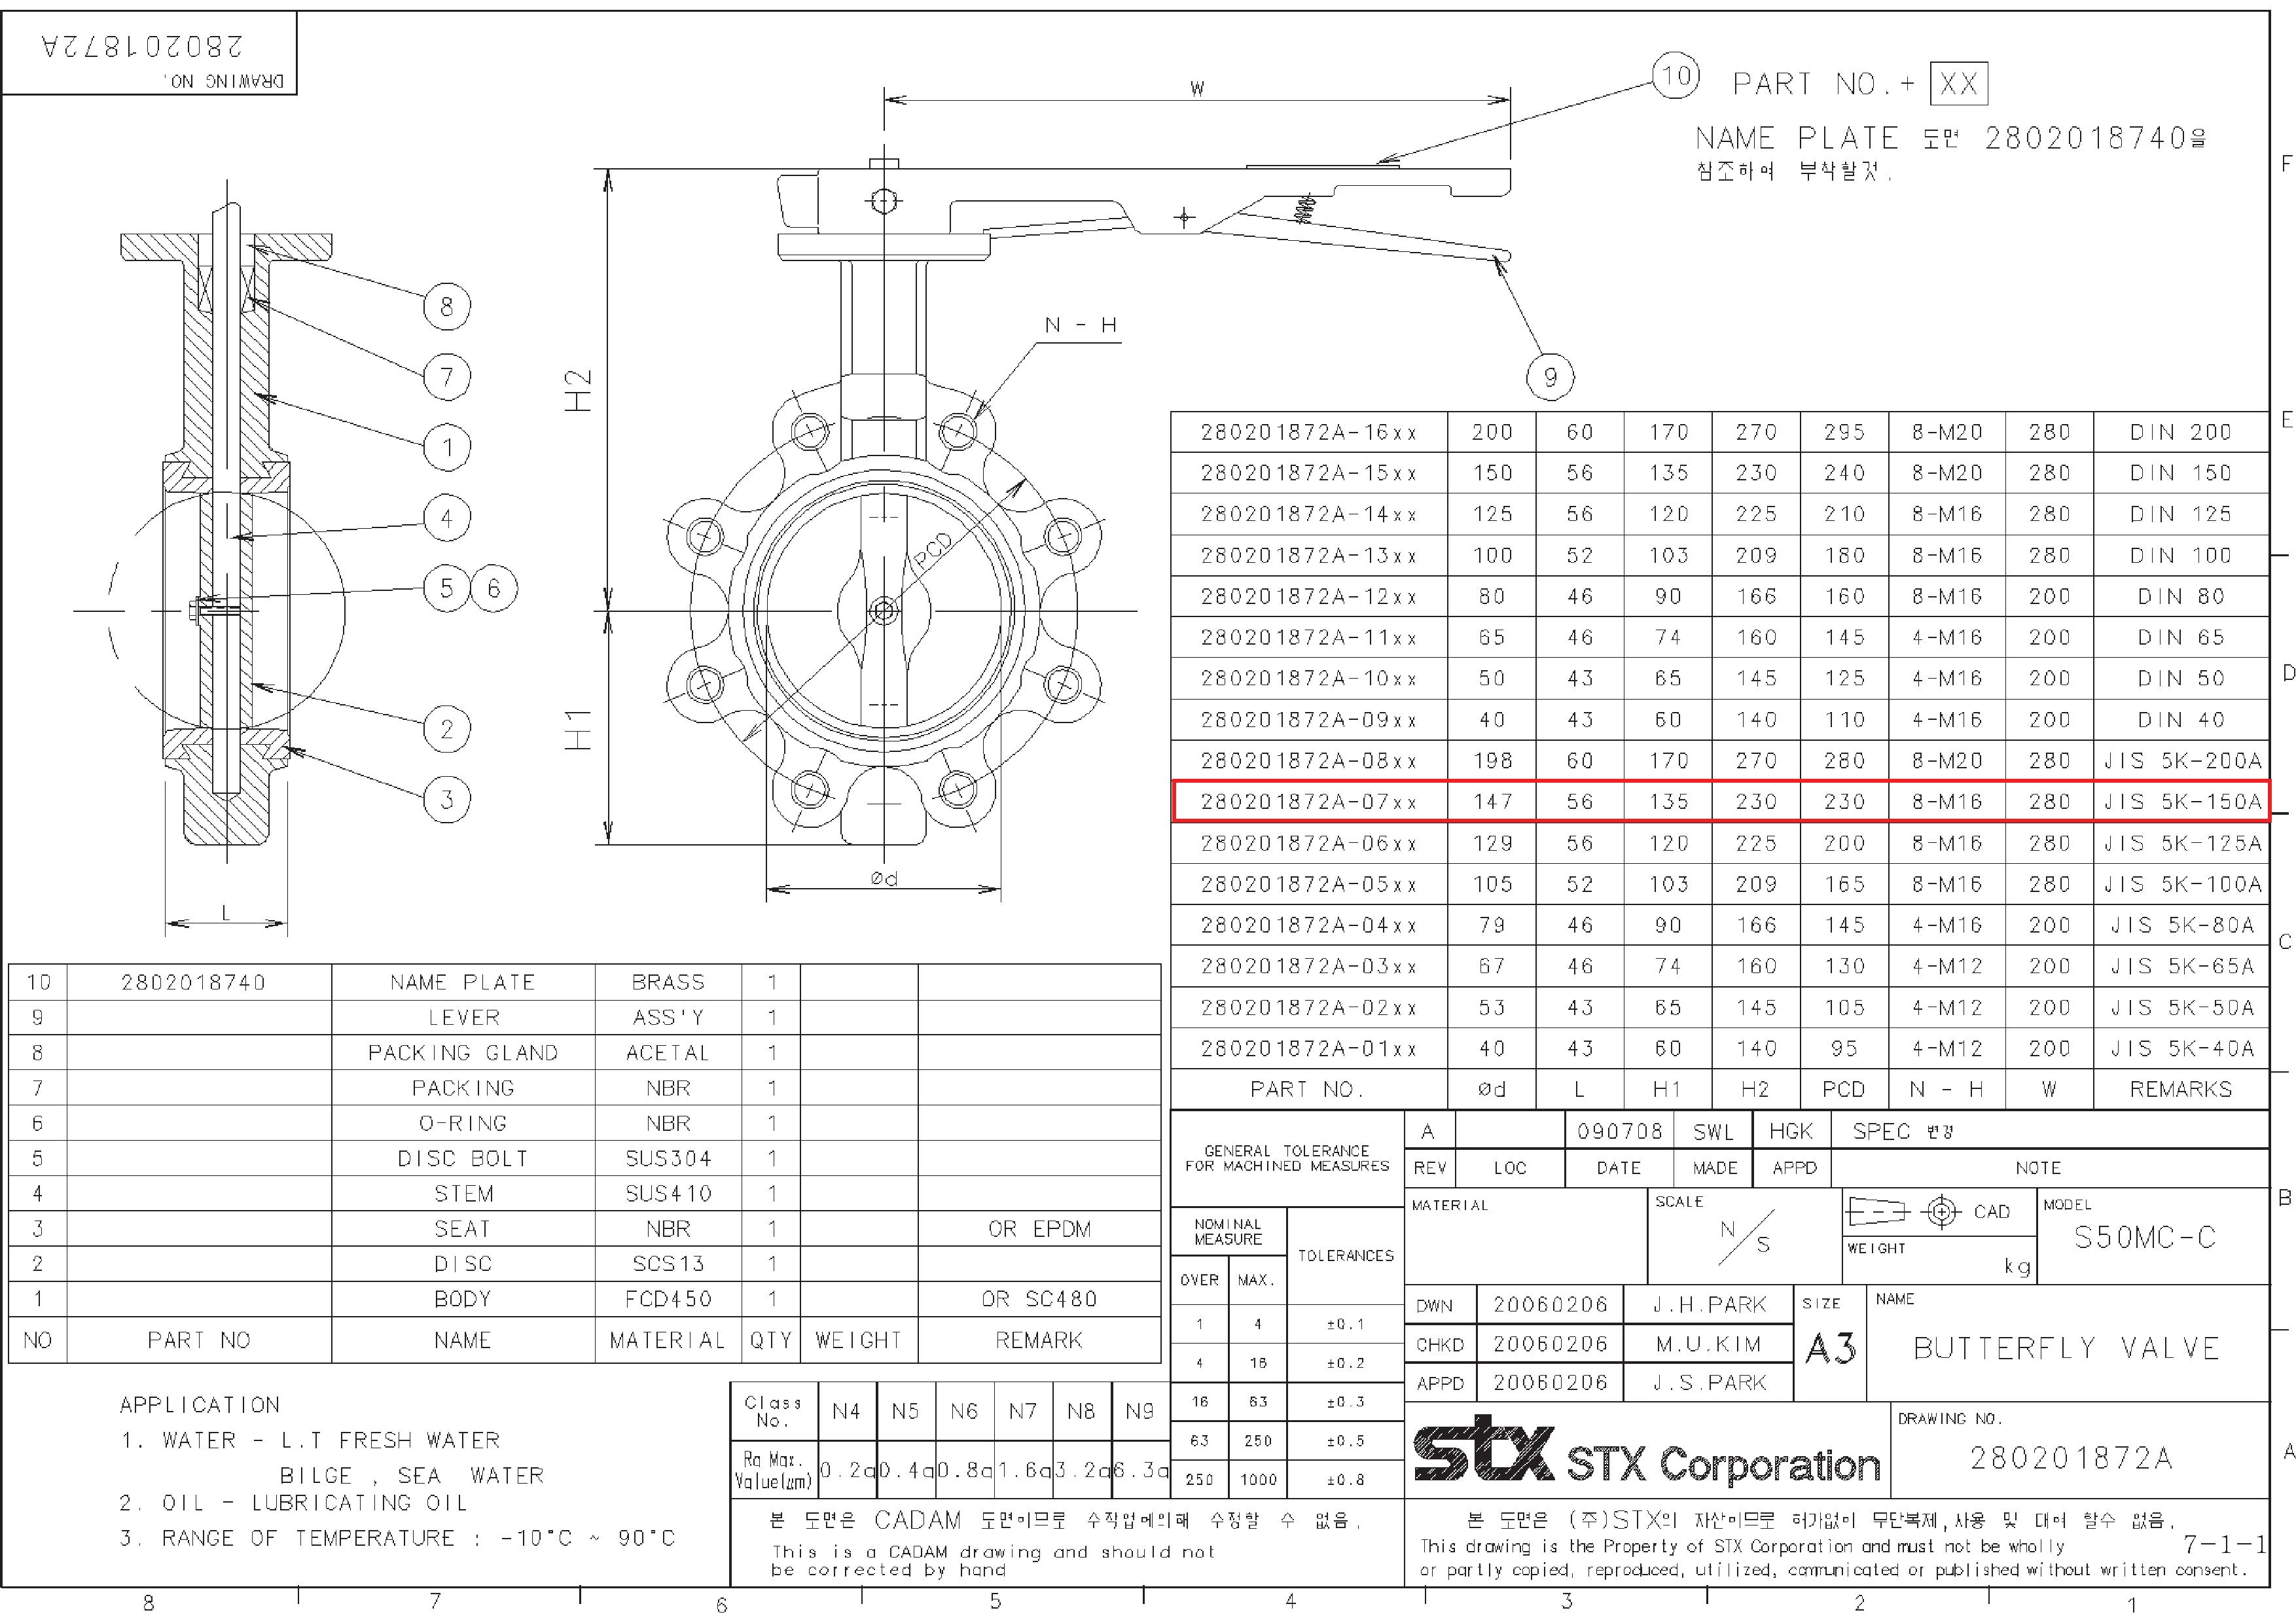 280201872A
DRAWING NO.
W
10 PART NO.+ XX
NAME PLATE 도면 2802018740을
참조하여 부착할것.
F
8
7
1
4
5 6
2
3
L
H2
H1
N - H
PCD
Ød
9
E
D
C
B
A
280201872A-16xx 200 60 170 270 295 8-M20 280 DIN 200
280201872A-15xx 150 56 135 230 240 8-M20 280 DIN 150
280201872A-14xx 125 56 120 225 210 8-M16 280 DIN 125
280201872A-13xx 100 52 103 209 180 8-M16 280 DIN 100
280201872A-12xx 80 46 90 166 160 8-M16 200 DIN 80
280201872A-11xx 65 46 74 160 145 4-M16 200 DIN 65
280201872A-10xx 50 43 65 145 125 4-M16 200 DIN 50
280201872A-09xx 40 43 60 140 110 4-M16 200 DIN 40
280201872A-08xx 198 60 170 270 280 8-M20 280 JIS 5K-200A
280201872A-07xx 147 56 135 230 230 8-M16 280 JIS 5K-150A
280201872A-06xx 129 56 120 225 200 8-M16 280 JIS 5K-125A
280201872A-05xx 105 52 103 209 165 8-M16 280 JIS 5K-100A
280201872A-04xx 79 46 90 166 145 4-M16 200 JIS 5K-80A
280201872A-03xx 67 46 74 160 130 4-M12 200 JIS 5K-65A
280201872A-02xx 53 43 65 145 105 4-M12 200 JIS 5K-50A
280201872A-01xx 40 43 60 140 95 4-M12 200 JIS 5K-40A
PART NO. Ød L H1 H2 PCD N - H W REMARKS
10 2802018740 NAME PLATE BRASS 1
9 LEVER ASS'Y 1
8 PACKING GLAND ACETAL 1
7 PACKING NBR 1
6 O-RING NBR 1
5 DISC BOLT SUS304 1
4 STEM SUS410 1
3 SEAT NBR 1 OR EPDM
2 DISC SCS13 1
1 BODY FCD450 1 OR SC480
NO PART NO NAME MATERIAL QTY WEIGHT REMARK
APPLICATION
1. WATER - L.T FRESH WATER
BILGE , SEA WATER
2. OIL - LUBRICATING OIL
3. RANGE OF TEMPERATURE : -10°C ~ 90°C
Class No. N4 N5 N6 N7 N8 N9
Ra Max. Value(μm) 0.2a 0.4a 0.8a 1.6a 3.2a 6.3a
본 도면은 CADAM 도면이므로 수작업에의해 수정할 수 없음.
This is a CADAM drawing and should not
be corrected by hand
GENERAL TOLERANCE
FOR MACHINED MEASURES
NOMINAL MEASURE TOLERANCES
OVER MAX.
1 4 ±0.1
4 16 ±0.2
16 63 ±0.3
63 250 ±0.5
250 1000 ±0.8
A 090708 SWL HGK SPEC 변경
REV LOC DATE MADE APPD NOTE
MATERIAL
SCALE N/S
CAD
WEIGHT kg
MODEL S50MC-C
DWN 20060206 J.H.PARK
CHKD 20060206 M.U.KIM
APPD 20060206 J.S.PARK
SIZE A3
NAME BUTTERFLY VALVE
stx STX Corporation
DRAWING NO.
280201872A
본 도면은 (주)STX의 자산이므로 허가없이 무단복제,사용 및 대여 할수 없음.
This drawing is the Property of STX Corporation and must not be wholly
or partly copied, reproduced, utilized, communicated or published without written consent.
7-1-1
8 7 6 5 4 3 2 1